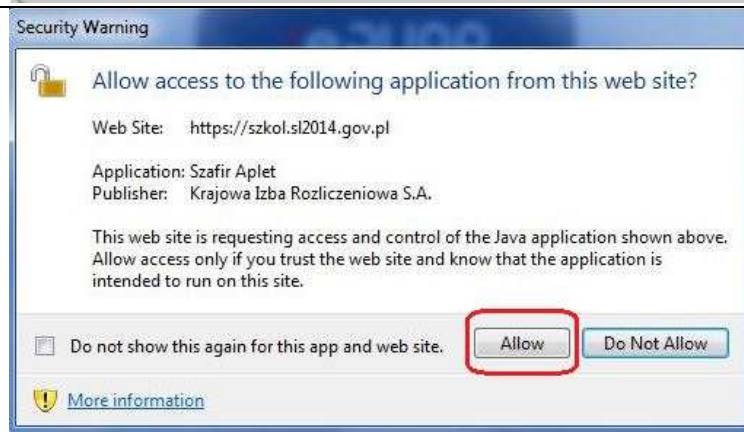 Security Warning
Allow access to the following application from this web site?
Web Site: https://szkol.sl2014.gov.pl
Application: Szafir Aplet
Publisher: Krajowa Izba Rozliczeniowa S.A.
This web site is requesting access and control of the Java application shown above.
Allow access only if you trust the web site and know that the application is
intended to run on this site.
Do not show this again for this app and web site. Allow Do Not Allow
More information